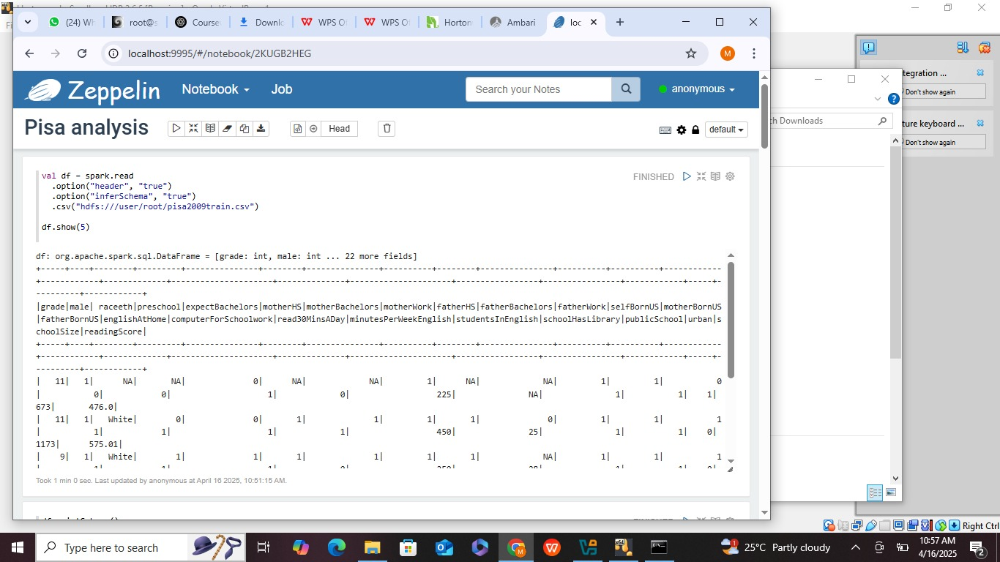 (24) Wh
root@s
Course
Downlo
WPS O
WPS O
Horton
Ambari
loc
localhost:9995/#/notebook/2KUGB2HEG
M
Zeppelin
Notebook
Job
Search your Notes
anonymous
Pisa analysis
Head
default
val df = spark.read
.option("header", "true")
.option("inferSchema", "true")
.csv("hdfs:///user/root/pisa2009train.csv")
df.show(5)
FINISHED
df: org.apache.spark.sql.DataFrame = [grade: int, male: int ... 22 more fields]
+-----+----+--------+---------+---------------+--------+---------------+----------+--------+---------------+----------+----------+------------
+------------+-------------+---------------------+--------------+---------------------+-----------------+----------------+------------+-----+-
---------+------------+
|grade|male| raceeth|preschool|expectBachelors|motherHS|motherBachelors|motherWork|fatherHS|fatherBachelors|fatherWork|selfBornUS|motherBornUS
|fatherBornUS|englishAtHome|computerForSchoolwork|read30MinsADay|minutesPerWeekEnglish|studentsInEnglish|schoolHasLibrary|publicSchool|urban|s
choolSize|readingScore|
+-----+----+--------+---------+---------------+--------+---------------+----------+--------+---------------+----------+----------+------------
+------------+-------------+---------------------+--------------+---------------------+-----------------+----------------+------------+-----+-
---------+------------+
| 11| 1| NA| NA| 0| NA| NA| 1| NA| NA| 1| 1| 0
| 0| 0| 1| 0| 225| NA| 1| 1| 1|
673| 476.0|
| 11| 1| White| 0| 0| 1| 1| 1| 1| 0| 1| 1| 1
| 1| 1| 1| 1| 450| 25| 1| 1| 0|
1173| 575.01|
| 9| 1| White| 1| 1| 1| 1| 1| 1| NA| 1| 1| 1
Took 1 min 0 sec. Last updated by anonymous at April 16 2025, 10:51:15 AM.
tegration ...
Don't show again
ture keyboard ...
Don't show again
ch Downloads
Right Ctrl
Type here to search
25°C Partly cloudy
10:57 AM
4/16/2025
2